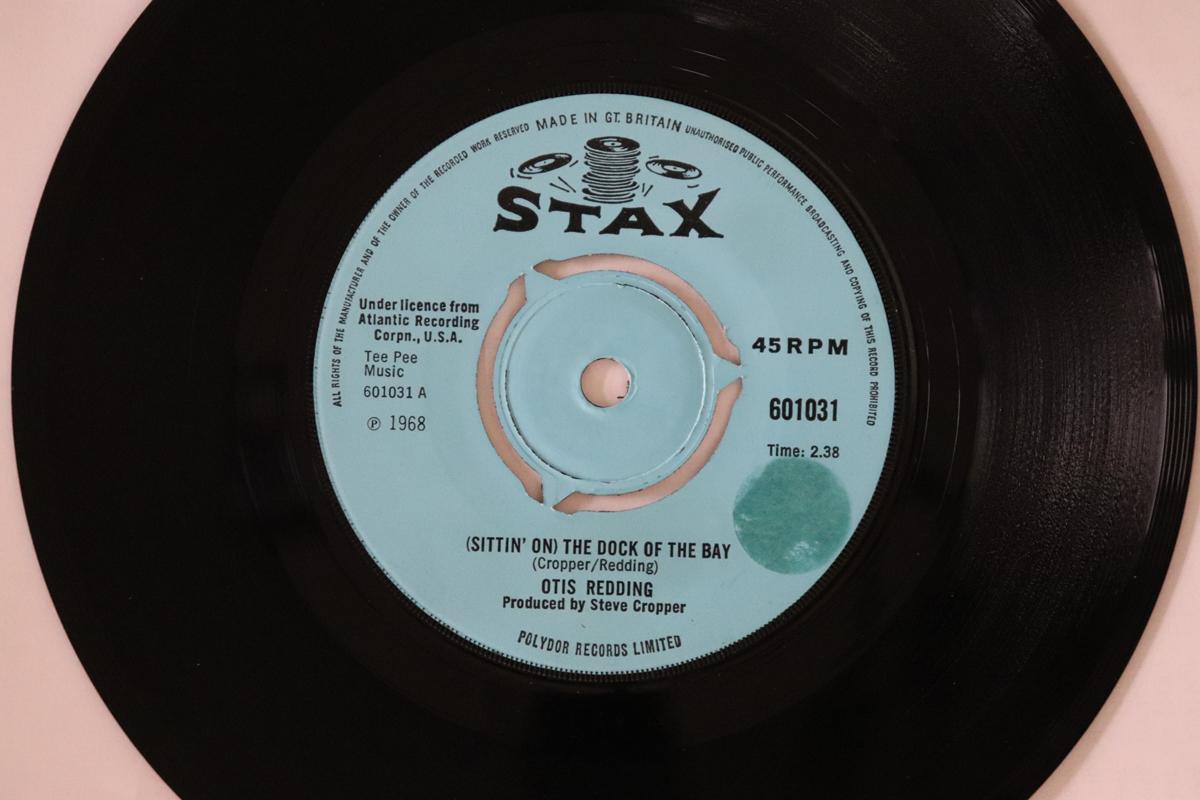 ALL RIGHTS OF THE MANUFACTURER AND OF THE OWNER OF THE RECORDED WORK RESERVED MADE IN GT. BRITAIN UNAUTHORISED PUBLIC PERFORMANCE BROADCASTING AND COPYING OF THIS RECORD PROHIBITED
STAX
Under licence from
Atlantic Recording
Corpn., U.S.A.
Tee Pee
Music
601031 A
℗ 1968
45 RPM
601031
Time: 2.38
(SITTIN' ON) THE DOCK OF THE BAY
(Cropper/Redding)
OTIS REDDING
Produced by Steve Cropper
POLYDOR RECORDS LIMITED